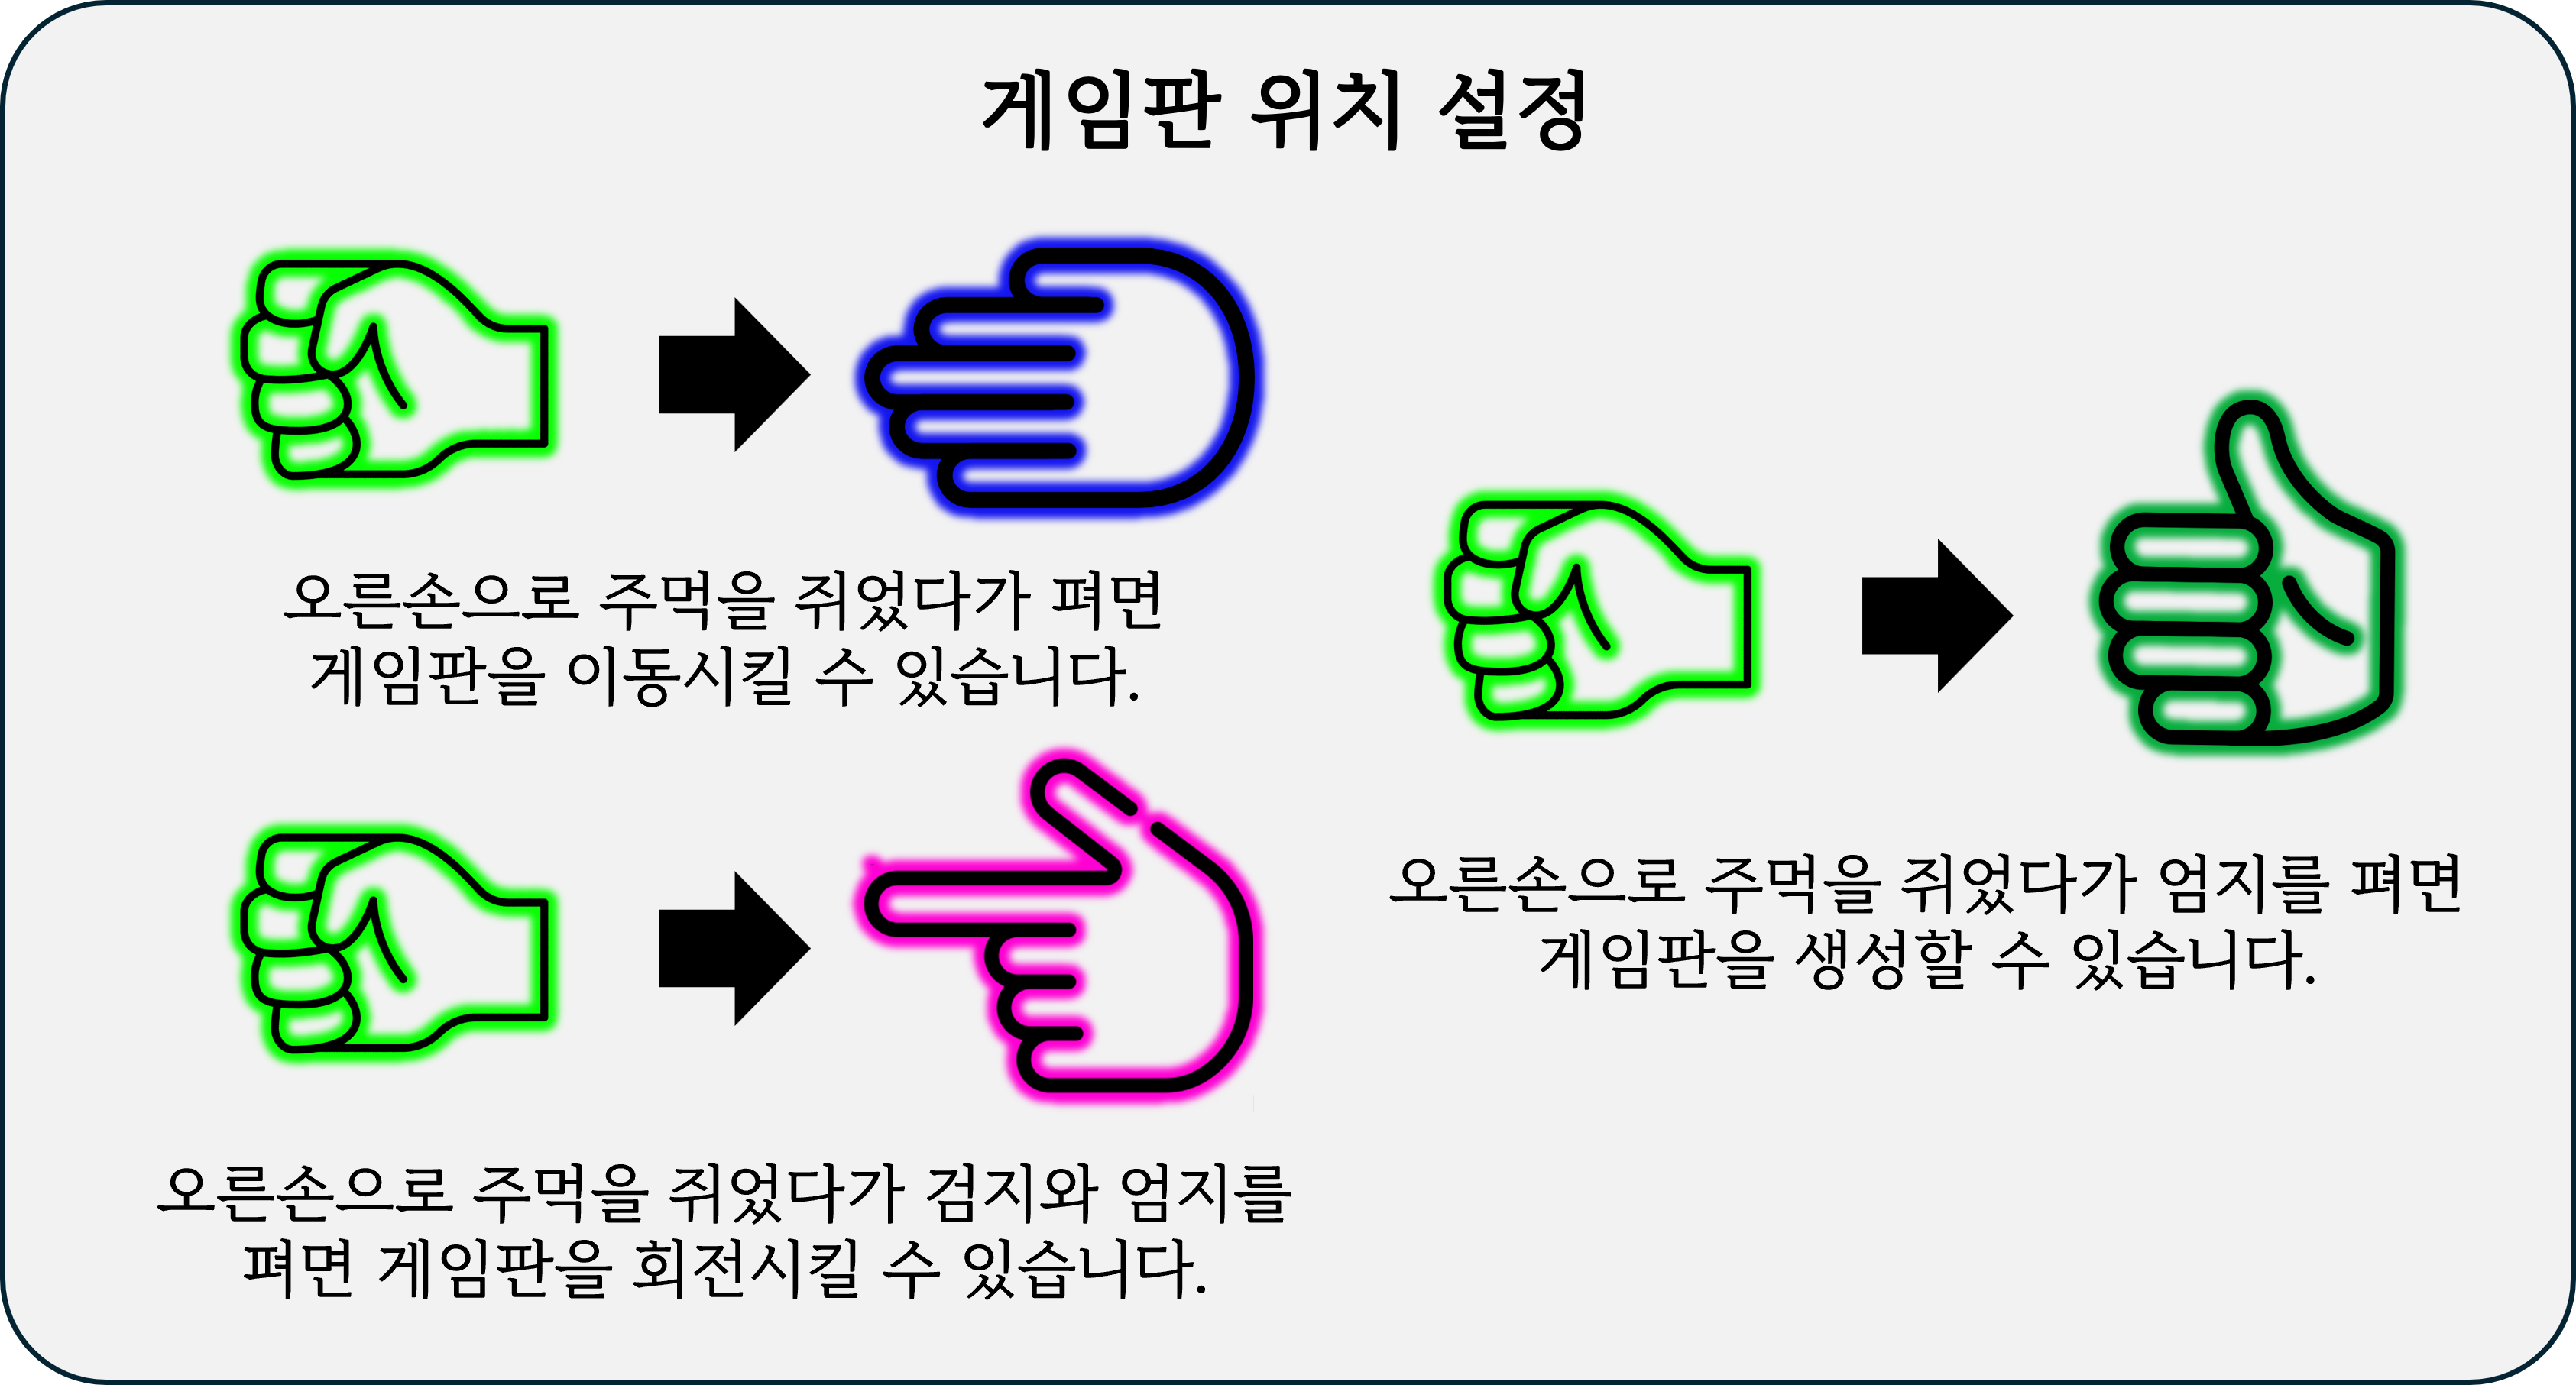 게임판 위치 설정
오른손으로 주먹을 쥐었다가 펴면
게임판을 이동시킬 수 있습니다.
오른손으로 주먹을 쥐었다가 검지와 엄지를
펴면 게임판을 회전시킬 수 있습니다.
오른손으로 주먹을 쥐었다가 엄지를 펴면
게임판을 생성할 수 있습니다.